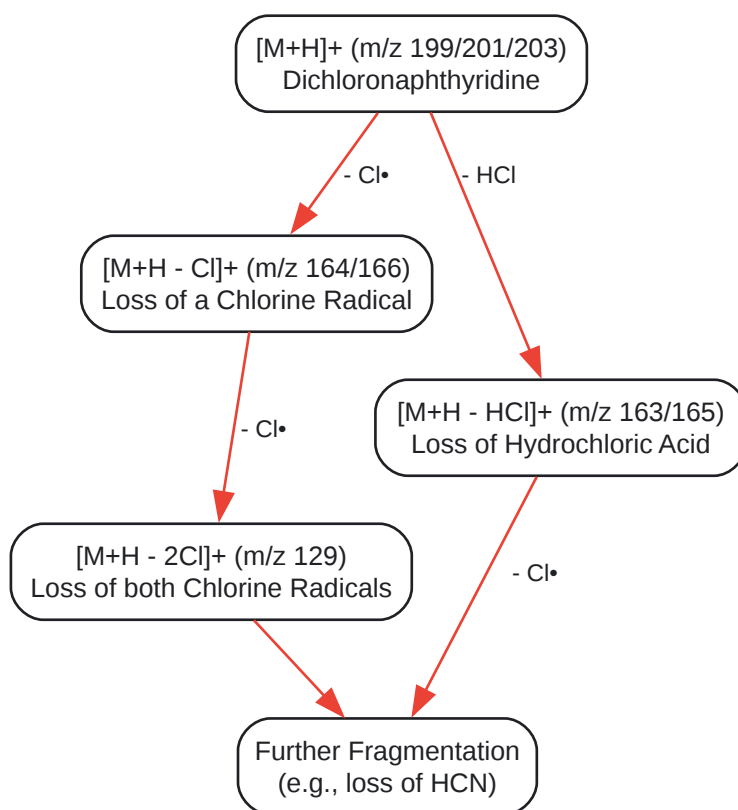 [M+H]+ (m/z 199/201/203)
Dichloronaphthyridine
- Cl•
- HCl
[M+H - Cl]+ (m/z 164/166)
Loss of a Chlorine Radical
[M+H - HCl]+ (m/z 163/165)
Loss of Hydrochloric Acid
- Cl•
[M+H - 2Cl]+ (m/z 129)
Loss of both Chlorine Radicals
- Cl•
Further Fragmentation
(e.g., loss of HCN)